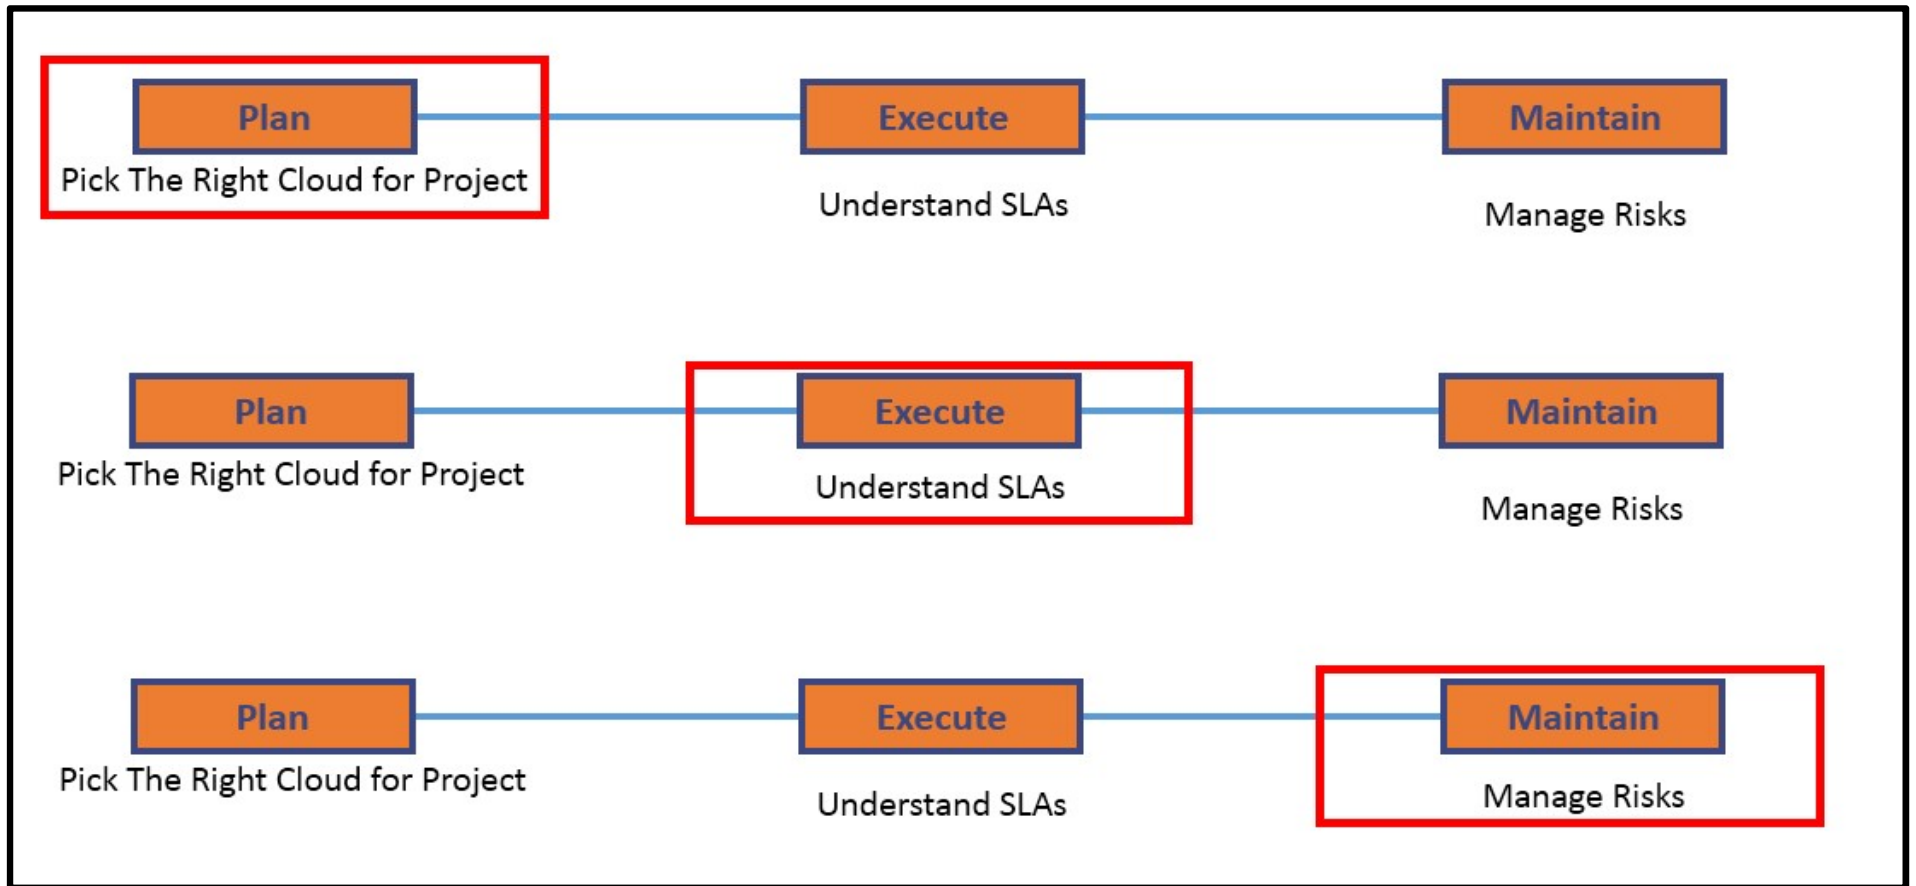 Plan
Execute
Maintain
Pick The Right Cloud for Project
Understand SLAs
Manage Risks
Plan
Execute
Maintain
Pick The Right Cloud for Project
Understand SLAs
Manage Risks
Plan
Execute
Maintain
Pick The Right Cloud for Project
Understand SLAs
Manage Risks